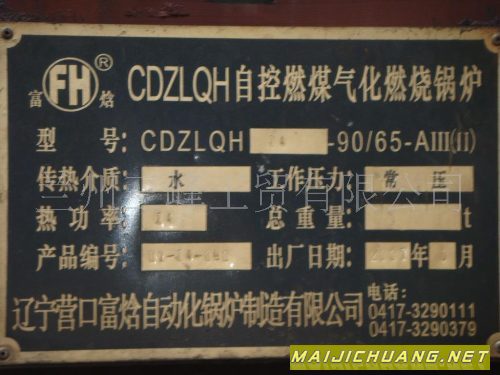 FH®
富焓
CDZLQH自控燃煤气化燃烧锅炉
型号:CDZLQH -90/65-AIII(II)
传热介质:水 工作压力:常压
热功率: 总重量: t
产品编号: 出厂日期: 年 月
辽宁营口富焓自动化锅炉制造有限公司
电话:
0417-3290111
0417-3290379
MAIJICHUANG.NET